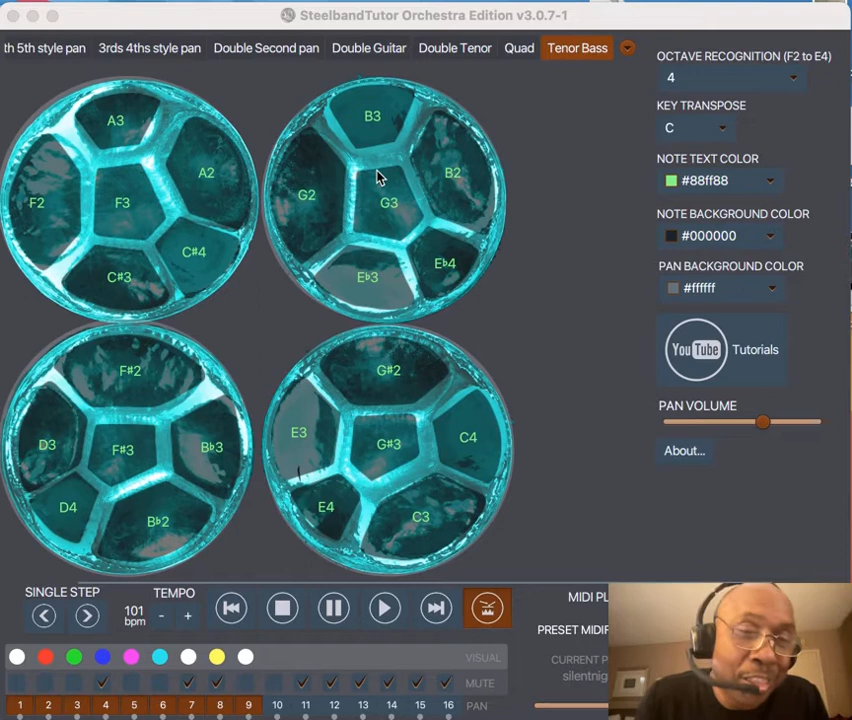 SteelbandTutor Orchestra Edition v3.0.7-1
th 5th style pan 3rds 4ths style pan Double Second pan Double Guitar Double Tenor Quad Tenor Bass
OCTAVE RECOGNITION (F2 to E4)
4
KEY TRANSPOSE
C
NOTE TEXT COLOR
#88ff88
NOTE BACKGROUND COLOR
#000000
PAN BACKGROUND COLOR
#ffffff
YouTube Tutorials
PAN VOLUME
About...
A3
A2
F2
F3
C#4
C#3
B3
B2
G2
G3
E♭4
E♭3
F#2
D3
F#3
B♭3
D4
B♭2
G#2
E3
G#3
C4
E4
C3
SINGLE STEP
TEMPO
101
bpm
- +
MIDI PL
PRESET MIDIF
CURRENT P
silentnig
VISUAL
MUTE
1 2 3 4 5 6 7 8 9 10 11 12 13 14 15 16 PAN